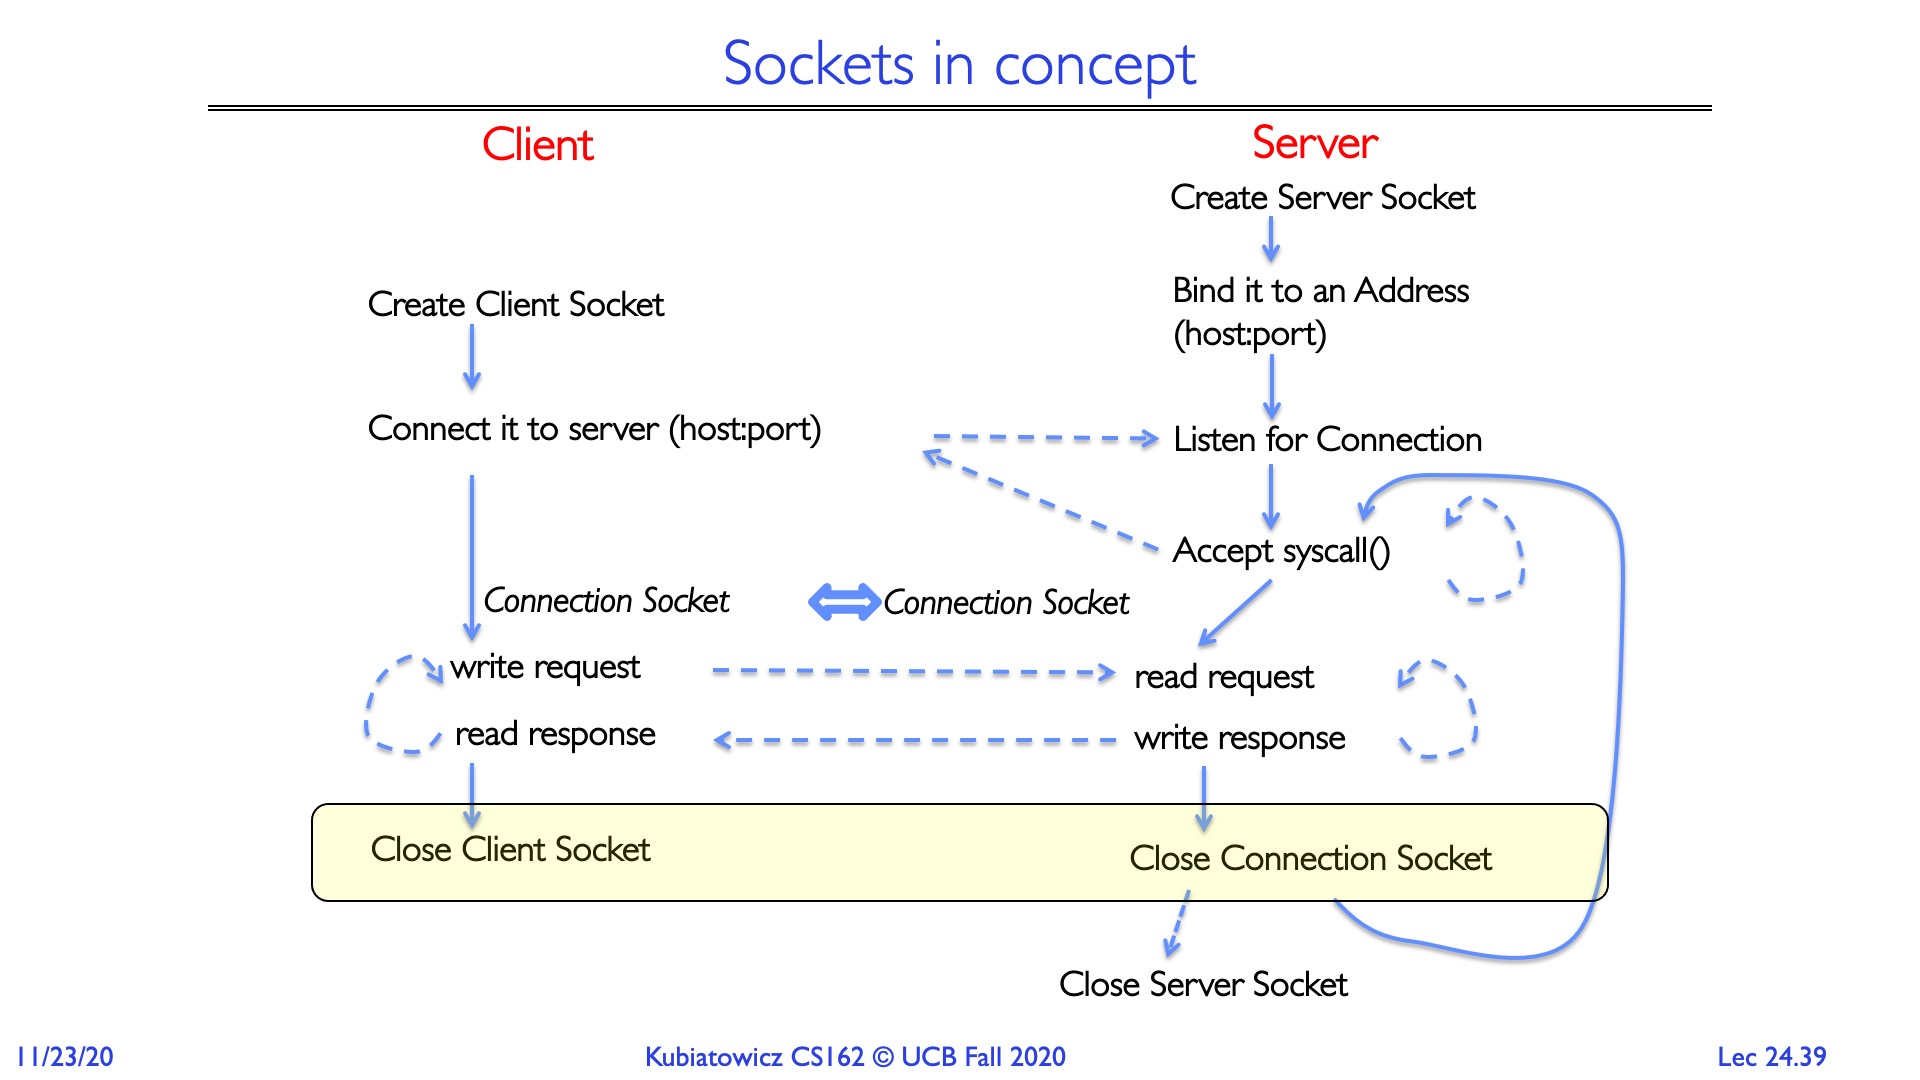 Sockets in concept
Client
Server
Create Server Socket
Bind it to an Address
(host:port)
Create Client Socket
Connect it to server (host:port)
Listen for Connection
Accept syscall()
Connection Socket
Connection Socket
write request
read request
read response
write response
Close Client Socket
Close Connection Socket
Close Server Socket
11/23/20
Kubiatowicz CS162 © UCB Fall 2020
Lec 24.39